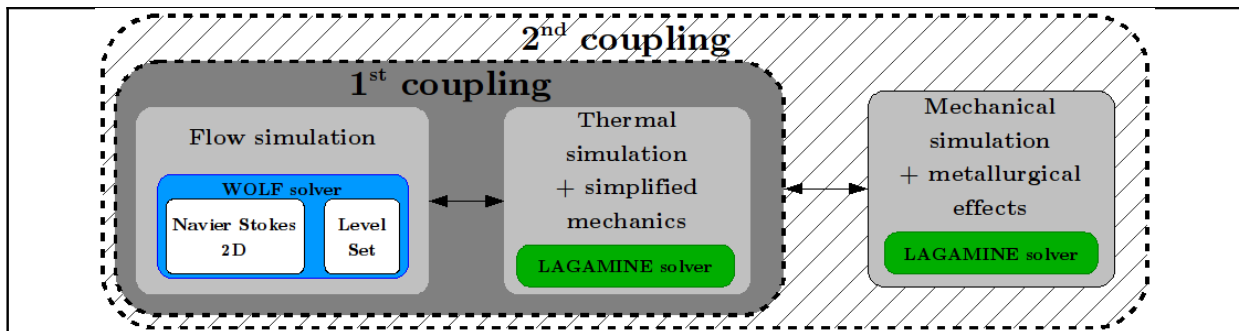 2nd coupling
1st coupling
Flow simulation
WOLF solver
Navier Stokes
2D
Level
Set
Thermal
simulation
+ simplified
mechanics
LAGAMINE solver
Mechanical
simulation
+ metallurgical
effects
LAGAMINE solver